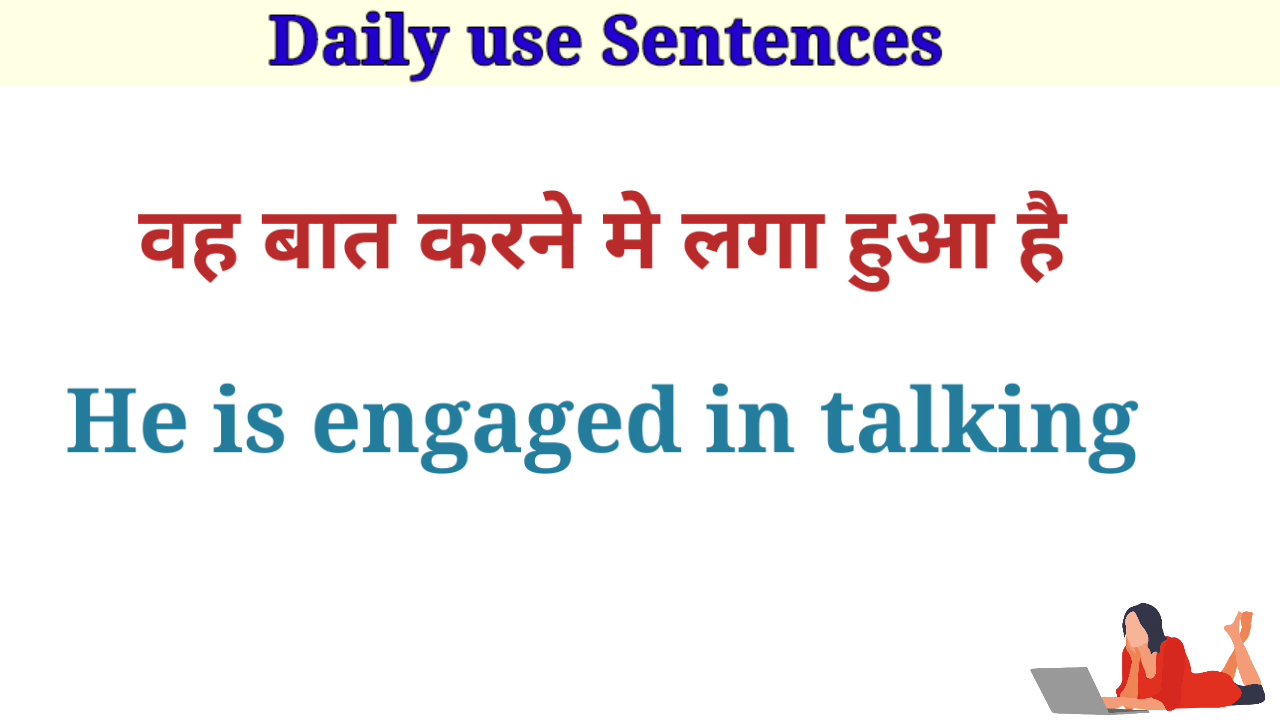 Daily use Sentences
वह बात करने मे लगा हुआ है
He is engaged in talking